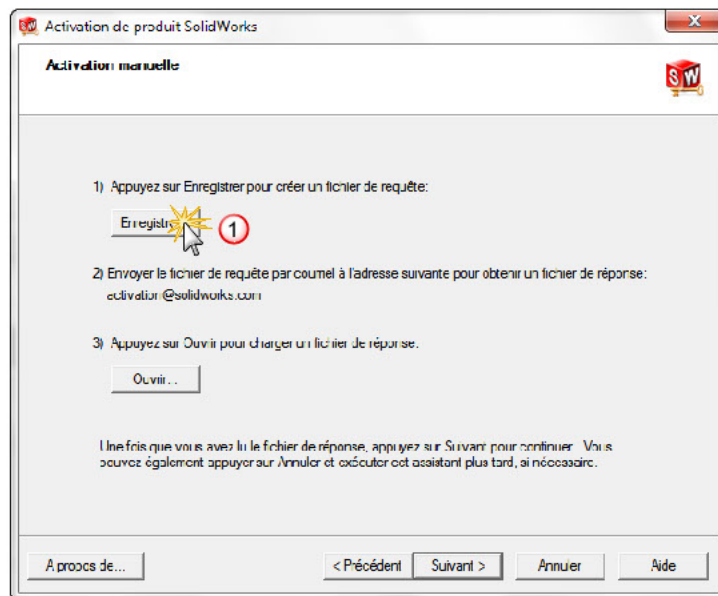 Activation de produit SolidWorks
Activation manuelle
SW
1) Appuyez sur Enregistrer pour créer un fichier de requête:
Enregistr
1
2) Envoyer le fichier de requête par courriel à l'adresse suivante pour obtenir un fichier de réponse:
activation@solidworks.com
3) Appuyez sur Ouvrir pour charger un fichier de réponse.
Ouvrir...
Une fois que vous avez lu le fichier de réponse, appuyez sur Suivant pour continuer. Vous
pouvez également appuyer sur Annuler et exécuter cet assistant plus tard, si nécessaire.
A propos de...
< Précédent
Suivant >
Annuler
Aide